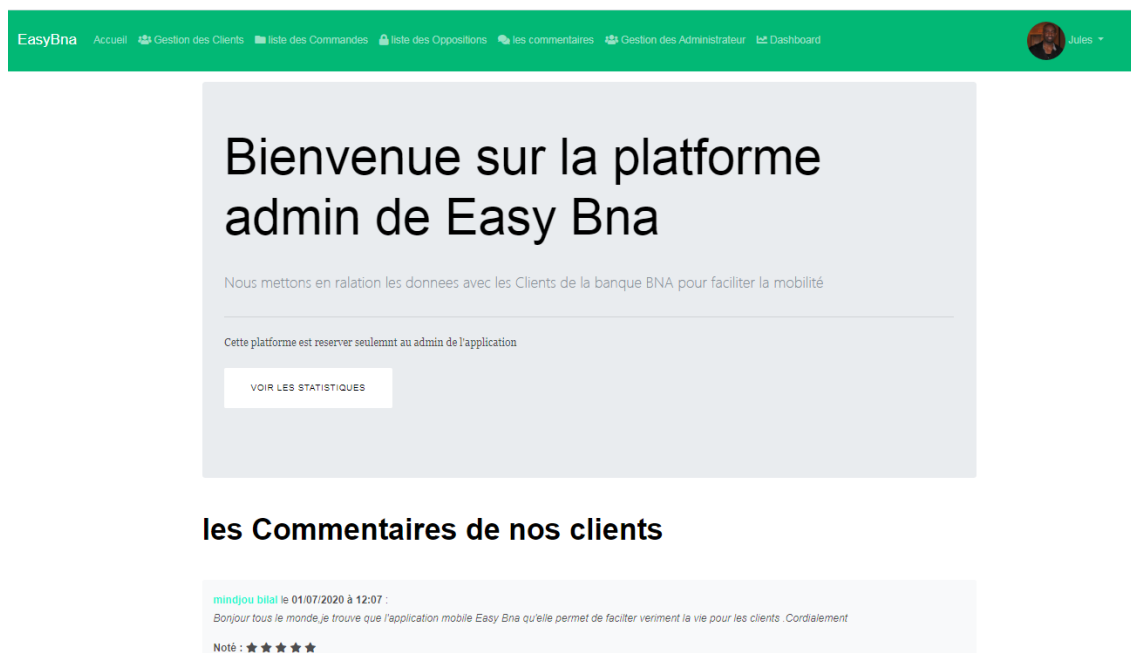 EasyBna Accueil Gestion des Clients liste des Commandes liste des Oppositions les commentaires Gestion des Administrateur Dashboard Jules
Bienvenue sur la platforme
admin de Easy Bna
Nous mettons en ralation les donnees avec les Clients de la banque BNA pour faciliter la mobilité
Cette platforme est reserver seulemnt au admin de l'application
VOIR LES STATISTIQUES
les Commentaires de nos clients
mindjou bilal le 01/07/2020 à 12:07 :
Bonjour tous le monde,je trouve que l'application mobile Easy Bna qu'elle permet de facilter veriment la vie pour les clients .Cordialement
Noté :